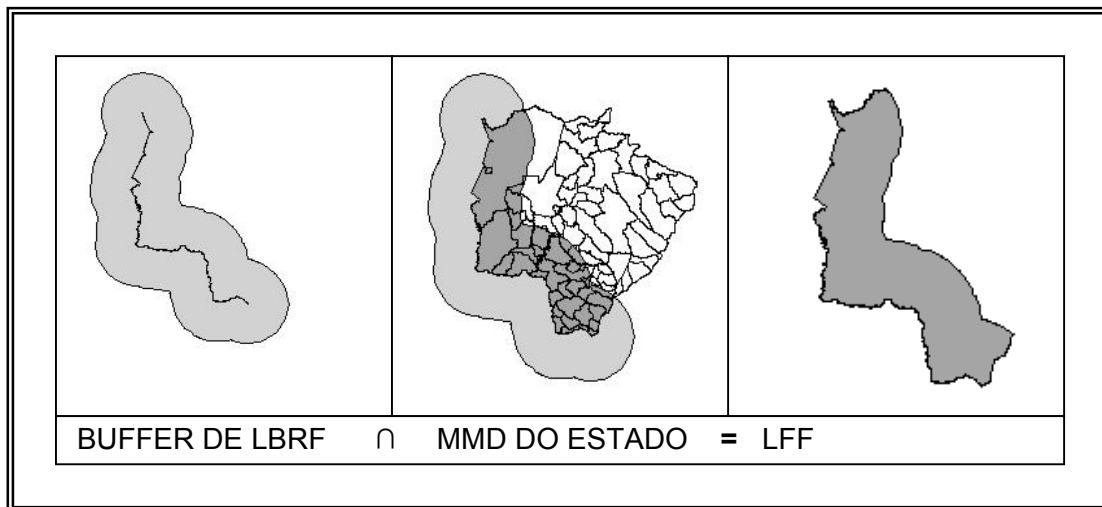 BUFFER DE LBRF ∩ MMD DO ESTADO = LFF